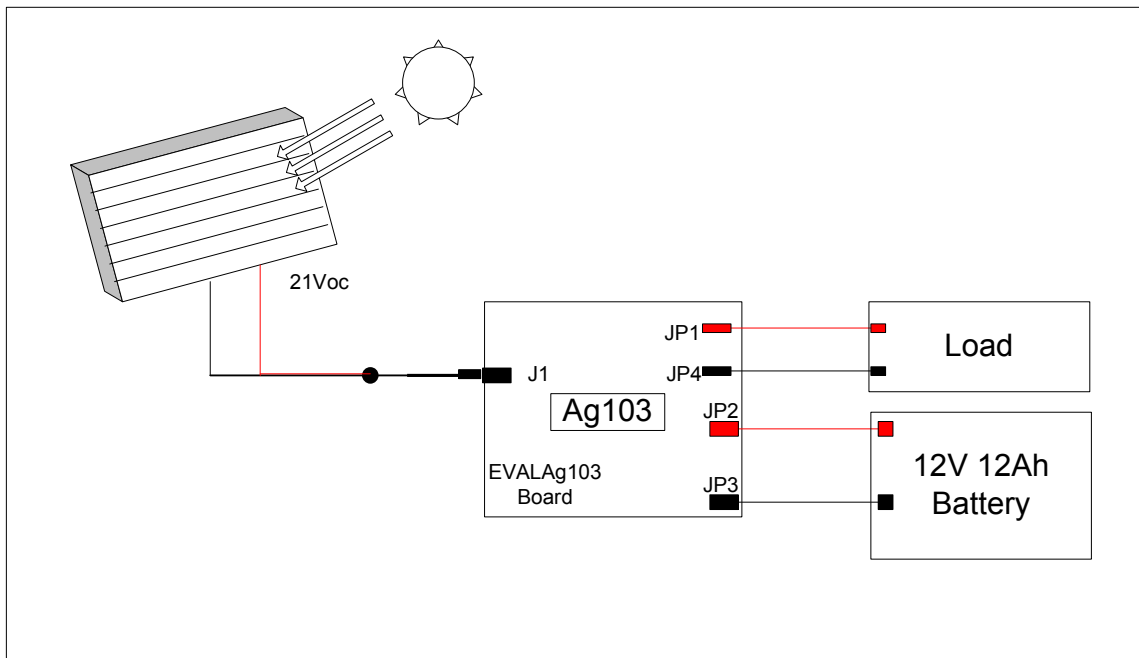 21Voc
J1
JP1
JP4
Ag103
JP2
EVALAg103
Board
JP3
Load
12V 12Ah
Battery